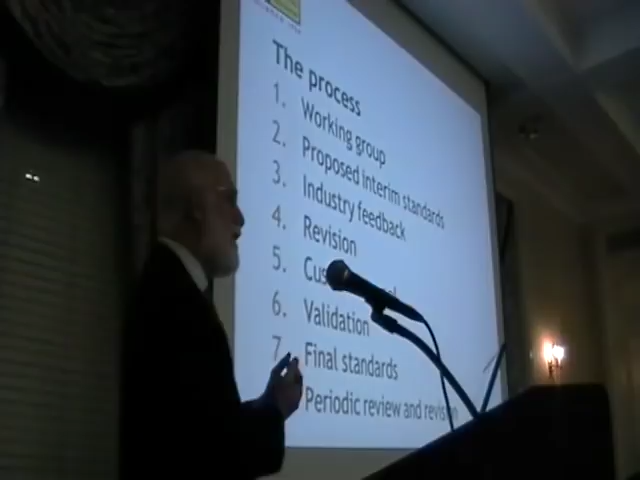 The process
1. Working group
2. Proposed interim standards
3. Industry feedback
4. Revision
5.
6. Validation
7. Final standards
Periodic review and revision